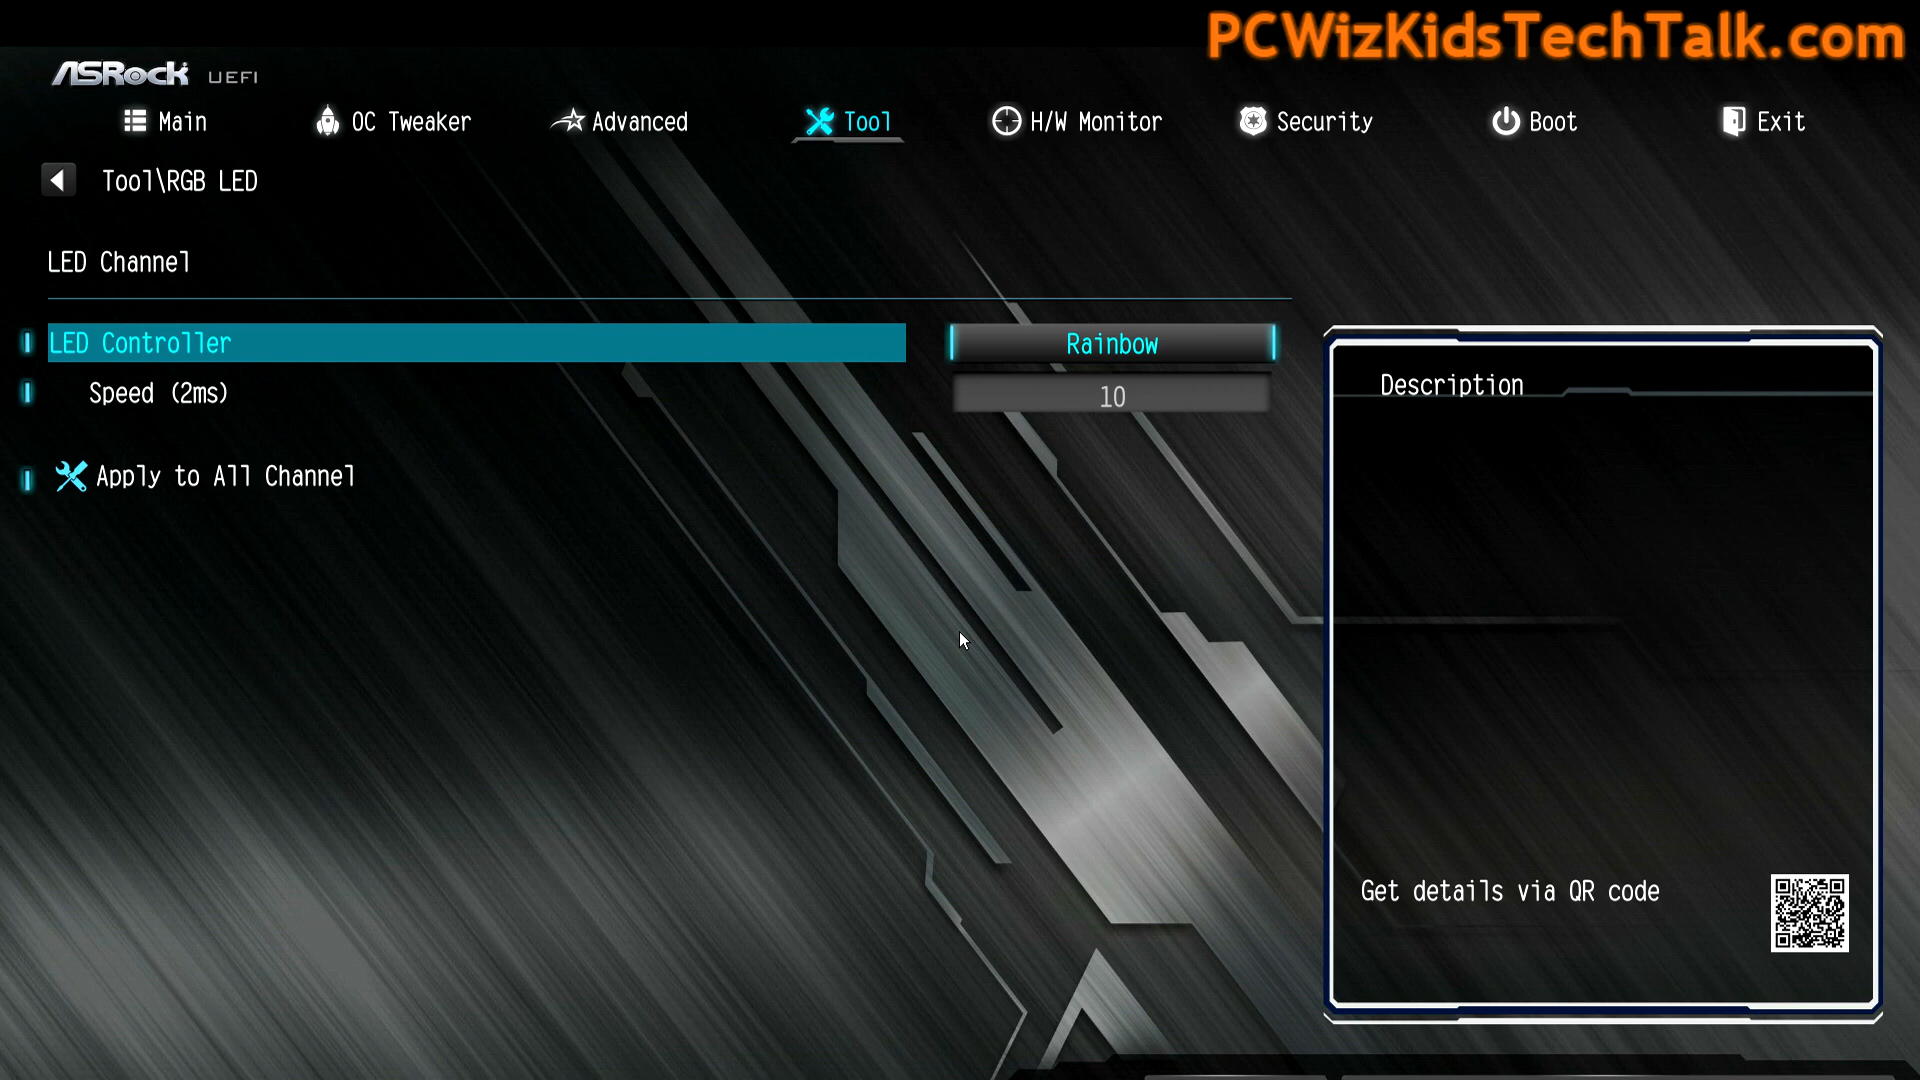 PCWizKidsTechTalk.com
ASRock UEFI
Main OC Tweaker Advanced Tool H/W Monitor Security Boot Exit
Tool\RGB LED
LED Channel
LED Controller Rainbow
Speed (2ms) 10
Apply to All Channel
Description
Get details via QR code